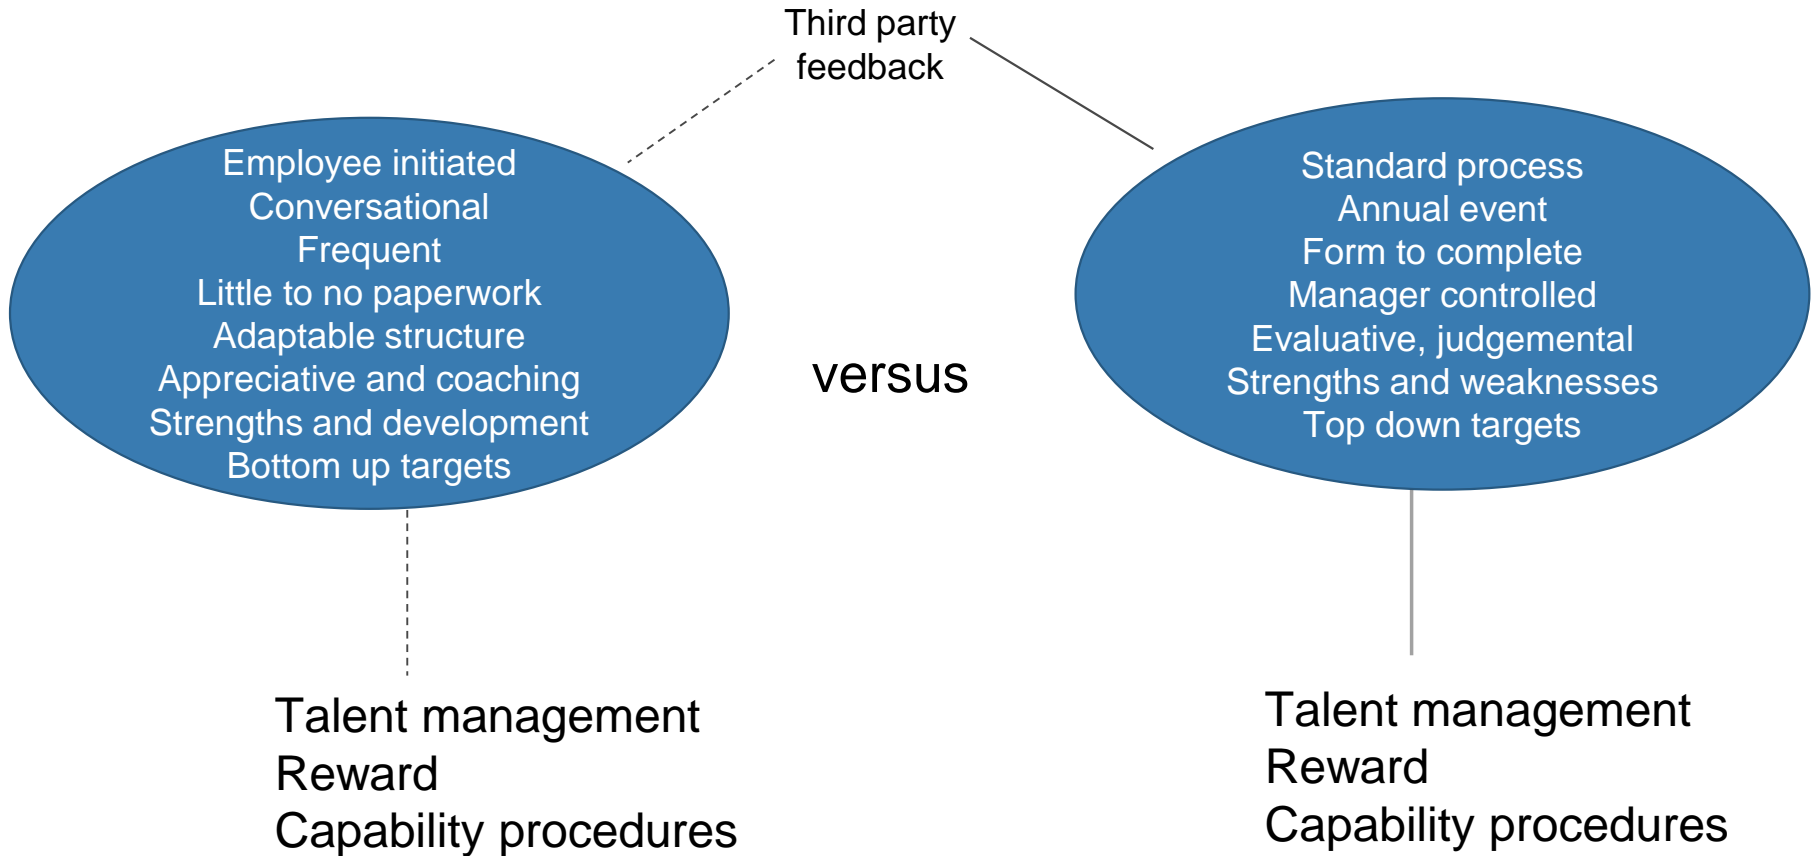 Third party
feedback
Employee initiated
Conversational
Frequent
Little to no paperwork
Adaptable structure
Appreciative and coaching
Strengths and development
Bottom up targets
versus
Standard process
Annual event
Form to complete
Manager controlled
Evaluative, judgemental
Strengths and weaknesses
Top down targets
Talent management
Reward
Capability procedures
Talent management
Reward
Capability procedures